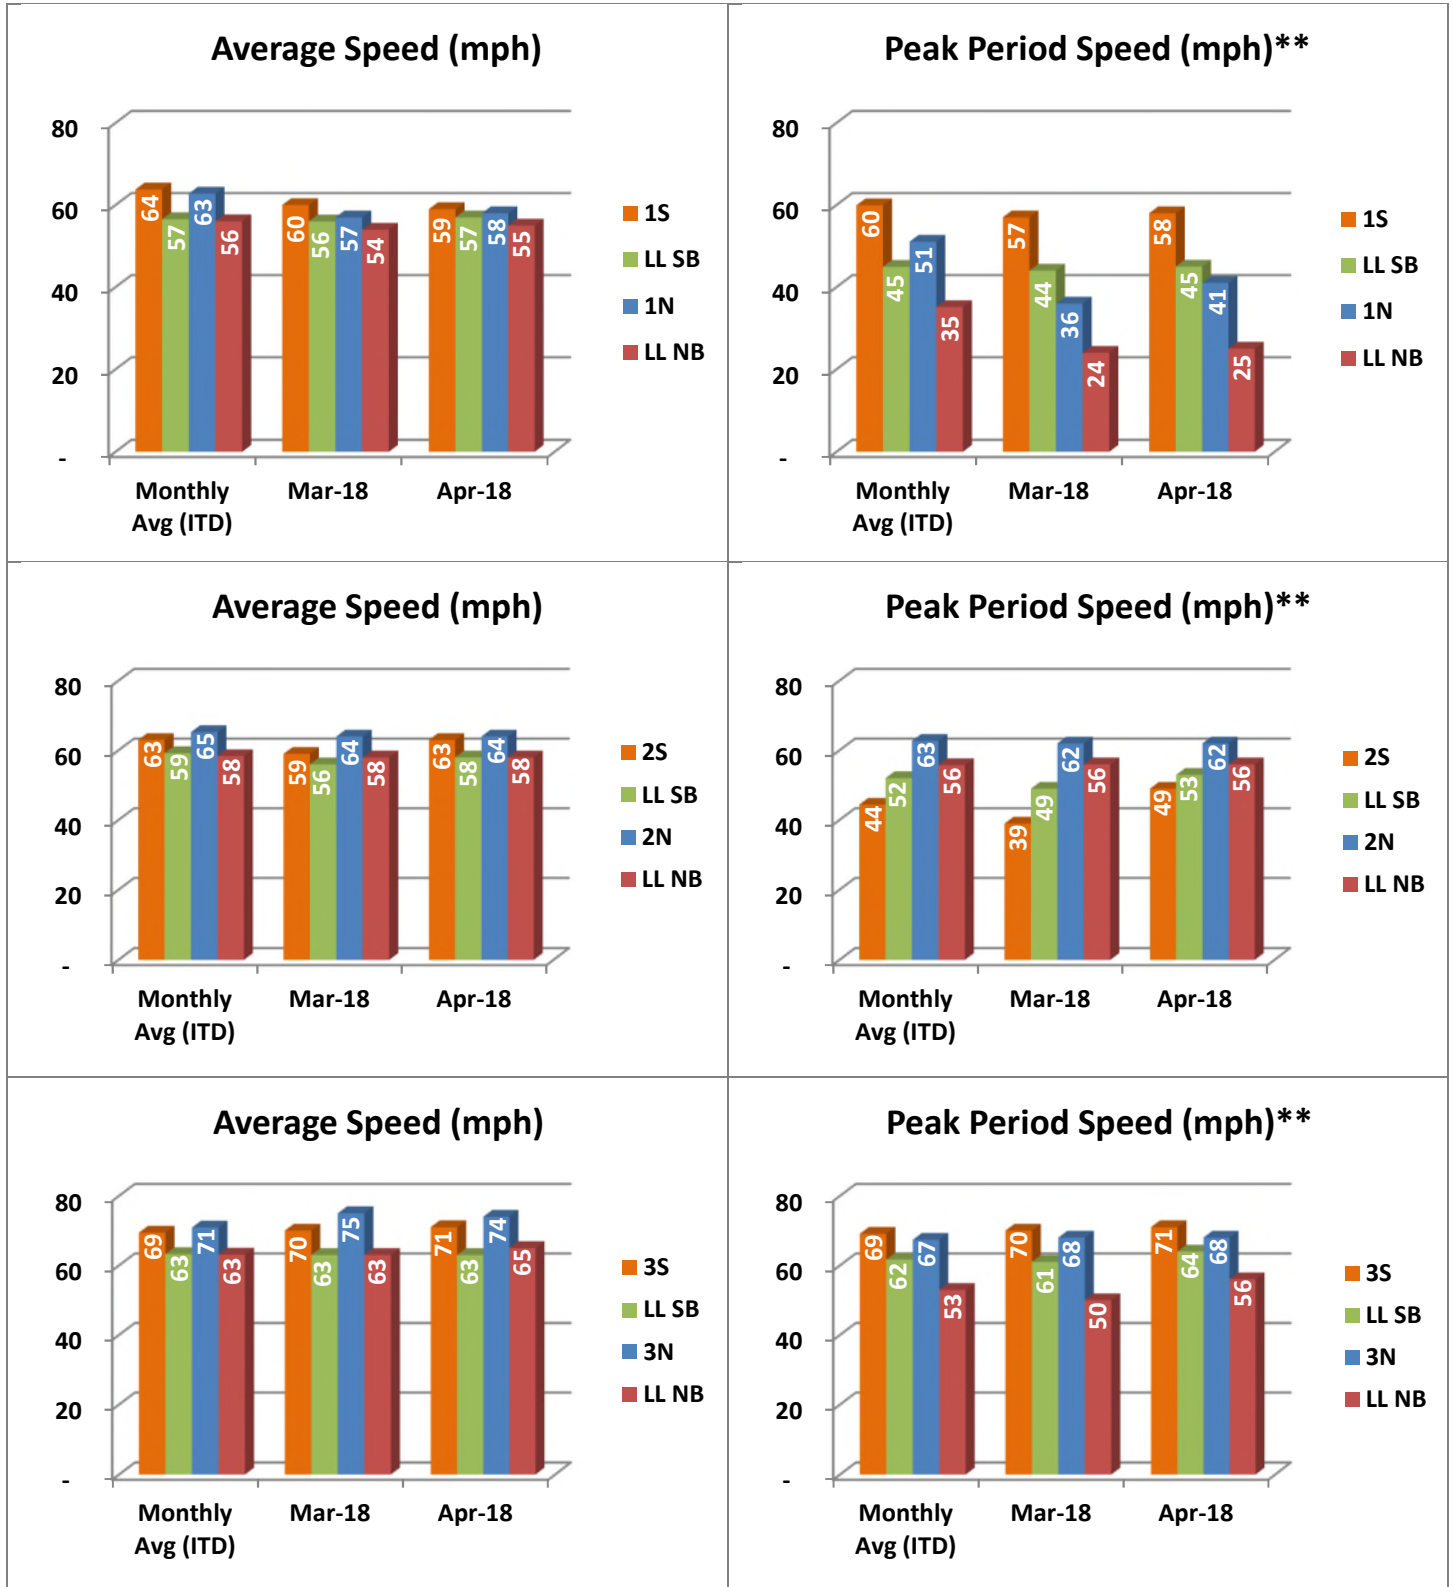 Average Speed (mph)
80
60
40
20
-
64
57
63
56
60
56
57
54
59
57
58
55
Monthly
Avg (ITD)
Mar-18
Apr-18
1S
LL SB
1N
LL NB
Peak Period Speed (mph)**
80
60
40
20
-
60
45
51
35
57
44
36
24
58
45
41
25
Monthly
Avg (ITD)
Mar-18
Apr-18
1S
LL SB
1N
LL NB
Average Speed (mph)
80
60
40
20
-
63
59
65
58
59
56
64
58
63
58
64
58
Monthly
Avg (ITD)
Mar-18
Apr-18
2S
LL SB
2N
LL NB
Peak Period Speed (mph)**
80
60
40
20
-
44
52
63
56
39
49
62
56
49
53
62
56
Monthly
Avg (ITD)
Mar-18
Apr-18
2S
LL SB
2N
LL NB
Average Speed (mph)
80
60
40
20
-
69
63
71
63
70
63
75
63
71
63
74
65
Monthly
Avg (ITD)
Mar-18
Apr-18
3S
LL SB
3N
LL NB
Peak Period Speed (mph)**
80
60
40
20
-
69
62
67
53
70
61
68
50
71
64
68
56
Monthly
Avg (ITD)
Mar-18
Apr-18
3S
LL SB
3N
LL NB